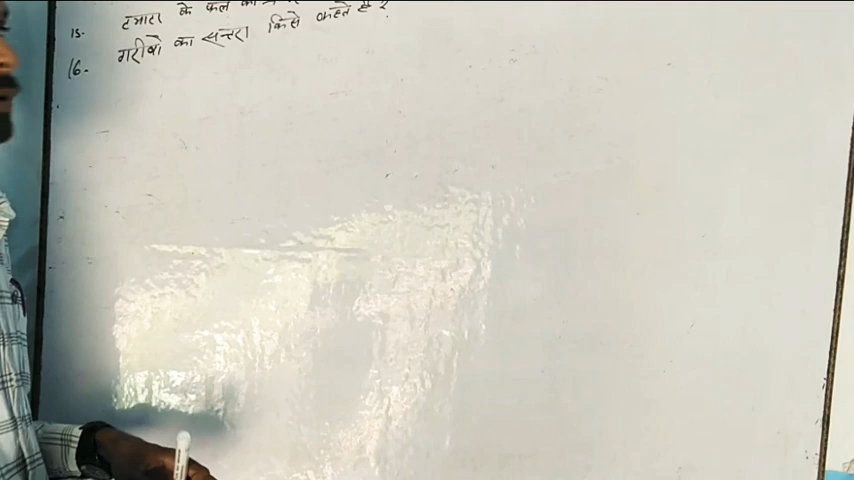 15. टमाटर के फल को
16. गरीबों का सन्तरा किसे कहते है ?